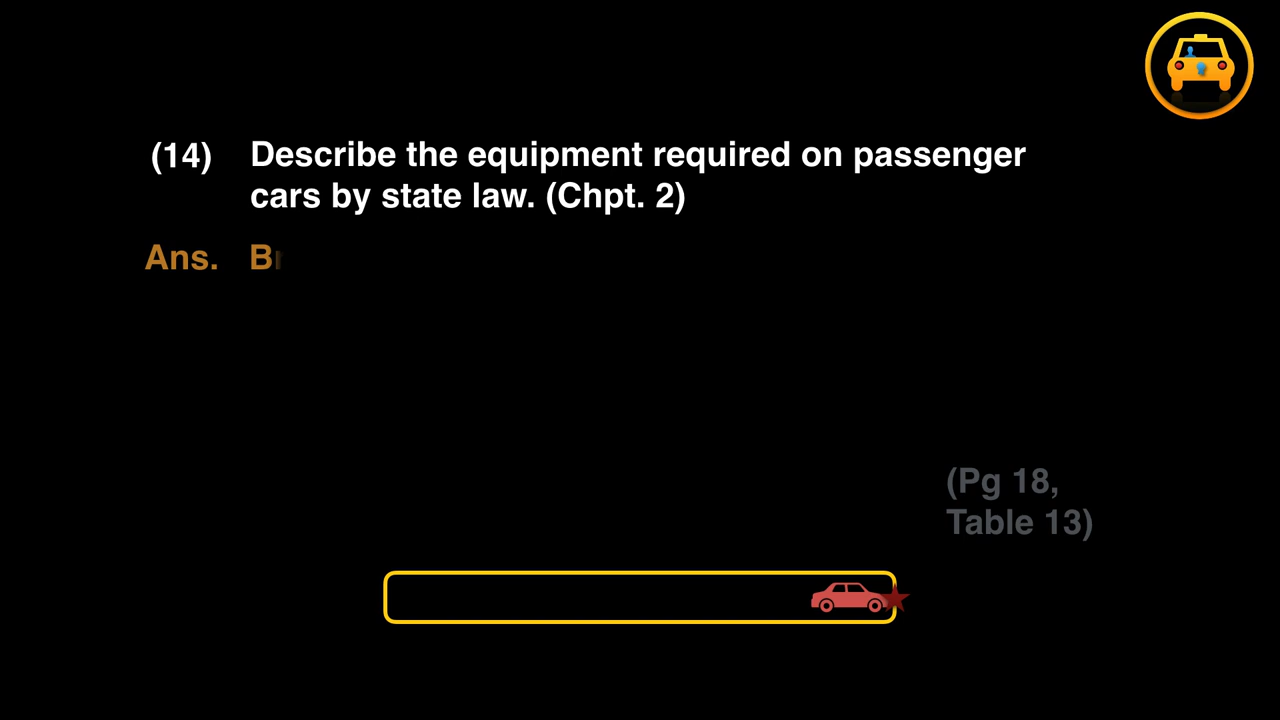 (14) Describe the equipment required on passenger
cars by state law. (Chpt. 2)
Ans.
(Pg 18,
Table 13)